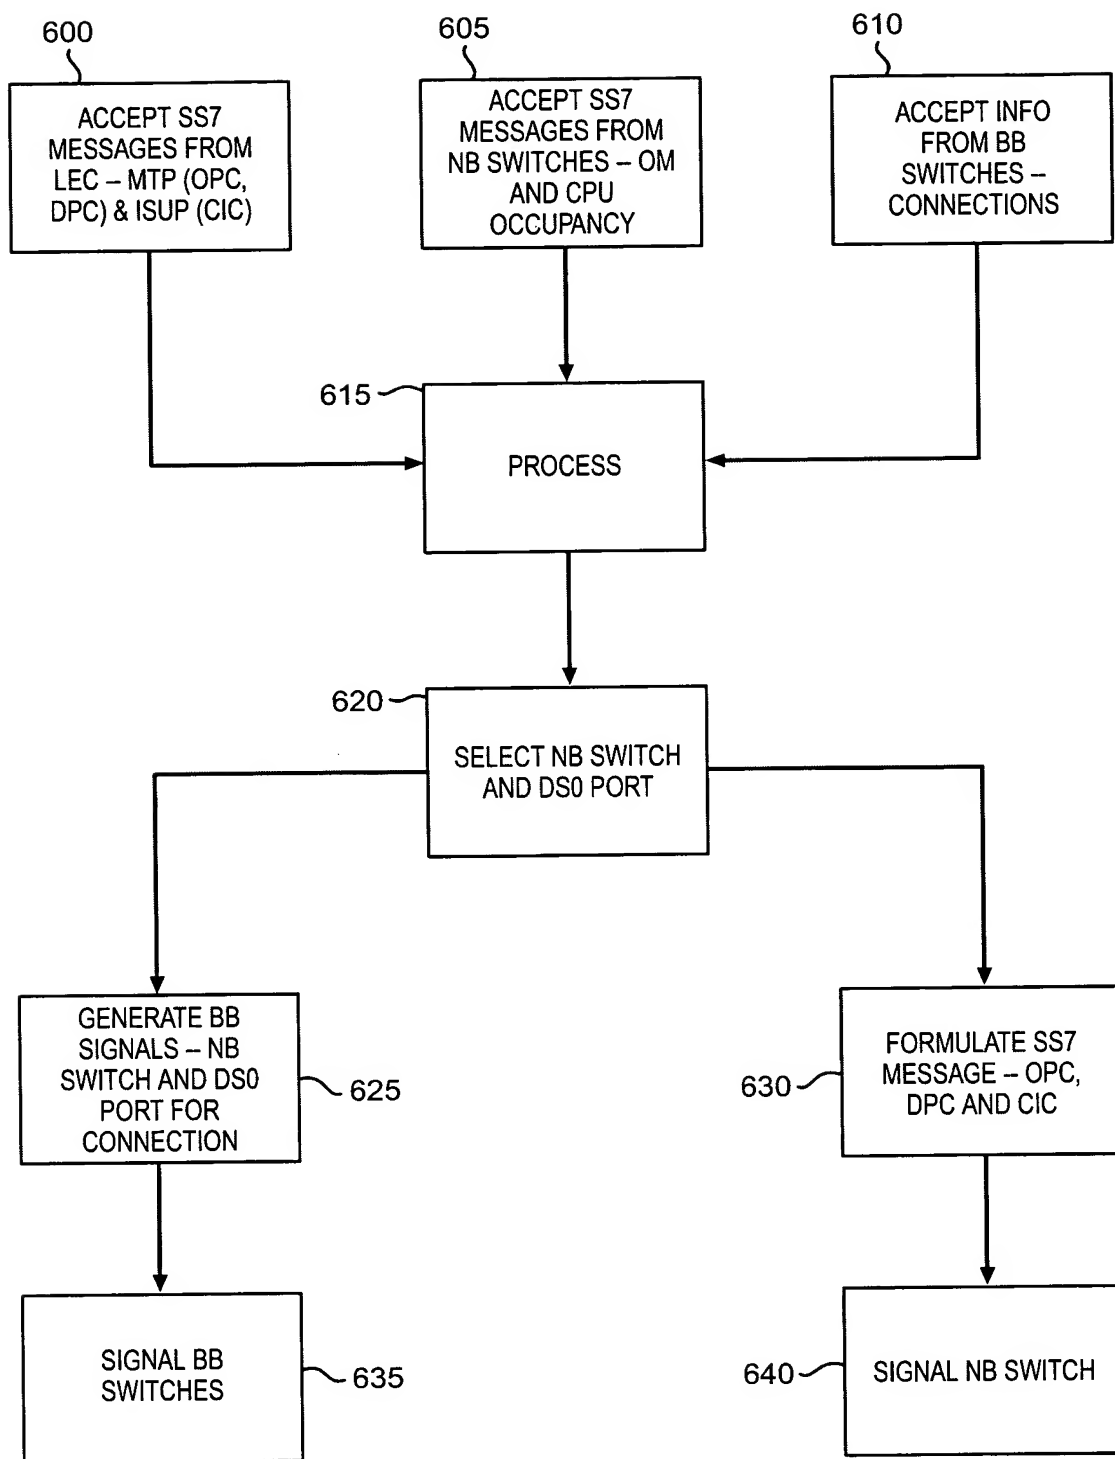 600
605
610
ACCEPT SS7
MESSAGES FROM
LEC – MTP (OPC,
DPC) & ISUP (CIC)
ACCEPT SS7
MESSAGES FROM
NB SWITCHES – OM
AND CPU
OCCUPANCY
ACCEPT INFO
FROM BB
SWITCHES –
CONNECTIONS
615
PROCESS
620
SELECT NB SWITCH
AND DS0 PORT
GENERATE BB
SIGNALS – NB
SWITCH AND DS0
PORT FOR
CONNECTION
625
630
FORMULATE SS7
MESSAGE – OPC,
DPC AND CIC
SIGNAL BB
SWITCHES
635
640
SIGNAL NB SWITCH